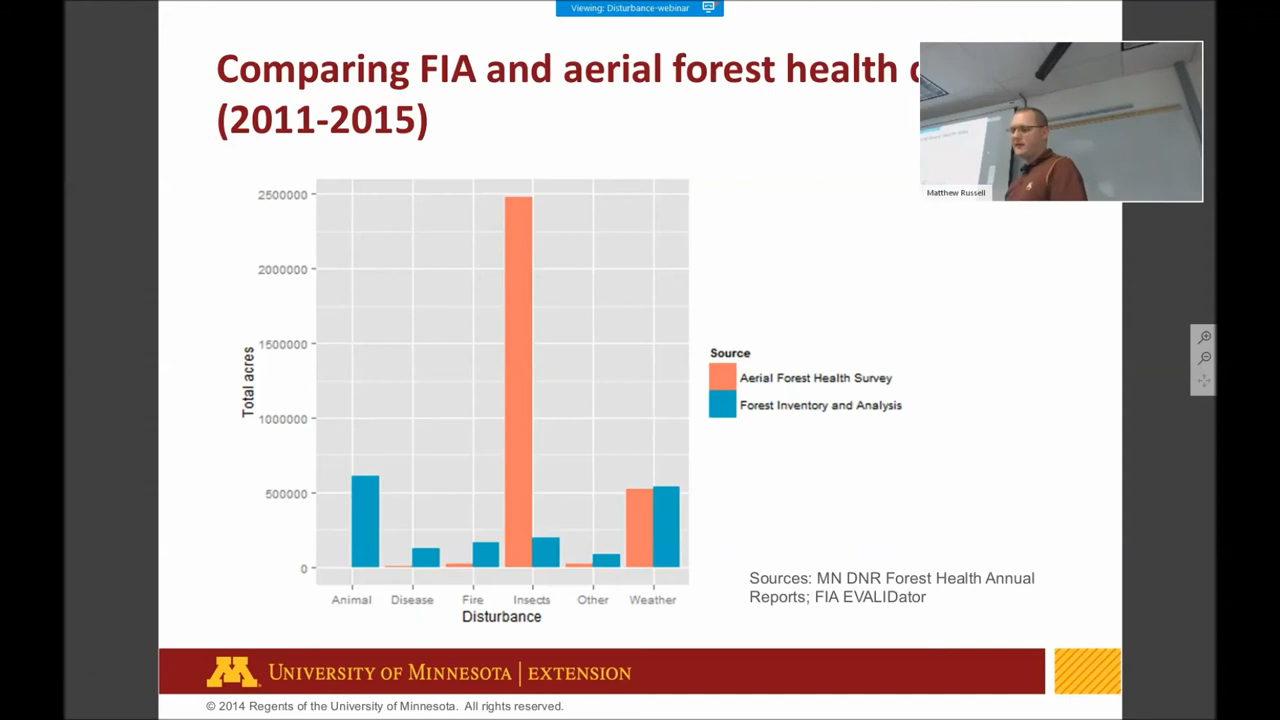 Viewing: Disturbance-webinar
Comparing FIA and aerial forest health
(2011-2015)
Matthew Russell
2500000
2000000
1500000
1000000
500000
0
Total acres
Animal Disease Fire Insects Other Weather
Disturbance
Source
Aerial Forest Health Survey
Forest Inventory and Analysis
Sources: MN DNR Forest Health Annual
Reports; FIA EVALIDator
M UNIVERSITY OF MINNESOTA | EXTENSION
© 2014 Regents of the University of Minnesota. All rights reserved.